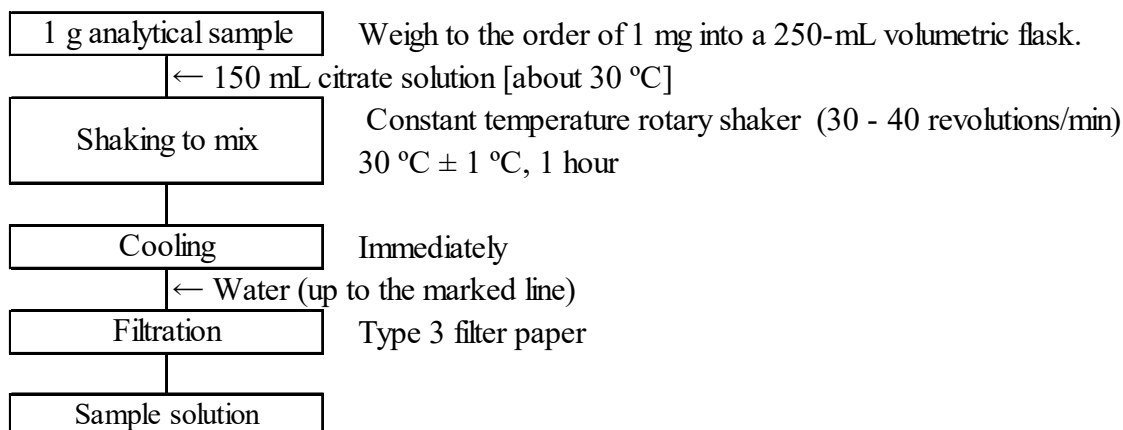 1 g analytical sample Weigh to the order of 1 mg into a 250-mL volumetric flask.
← 150 mL citrate solution [about 30 ºC]
Shaking to mix Constant temperature rotary shaker (30 - 40 revolutions/min)
30 ºC ± 1 ºC, 1 hour
Cooling Immediately
← Water (up to the marked line)
Filtration Type 3 filter paper
Sample solution